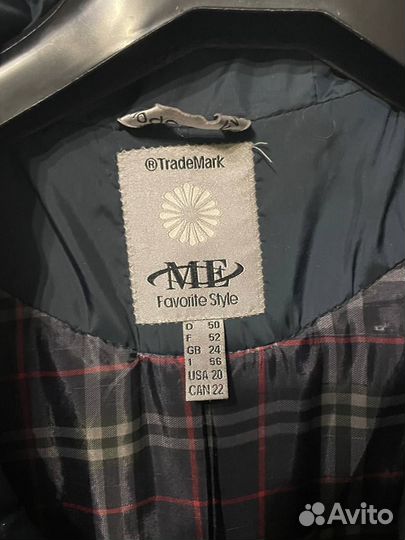 ®TradeMark
ME
Favorite Style
D 50
F 52
GB 24
I 56
USA 20
CAN 22
Avito